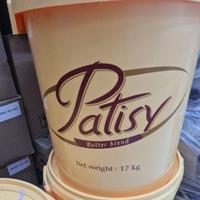 Patisy
Butter blend
Net weight : 17 kg